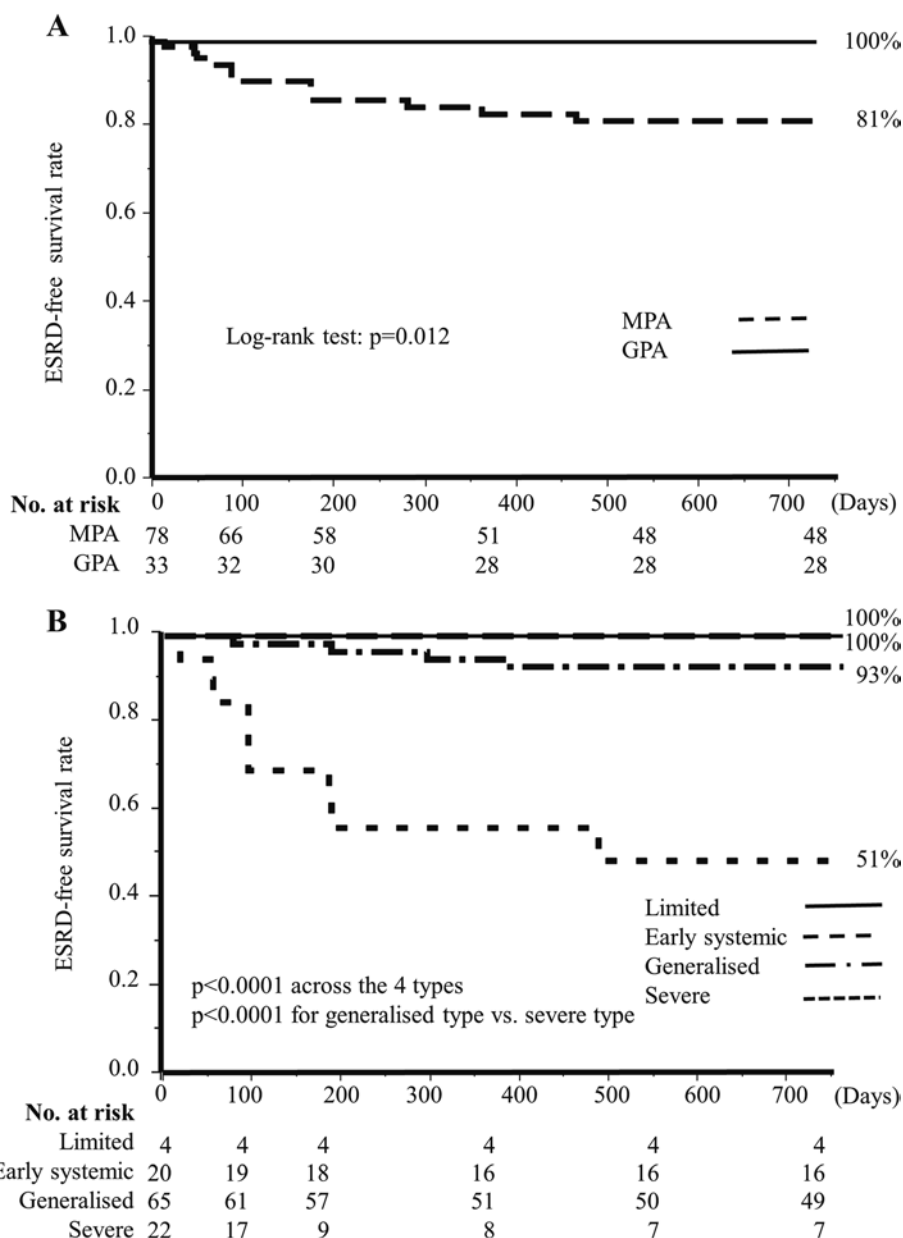 A
1.0
100%
0.8
81%
0.6
ESRD-free survival rate
0.4
Log-rank test: p=0.012
MPA
GPA
0.2
0.0
0 100 200 300 400 500 600 700 (Days)
No. at risk
MPA 78 66 58 51 48 48
GPA 33 32 30 28 28 28
B
1.0
100%
100%
93%
0.8
0.6
ESRD-free survival rate
51%
0.4
Limited
Early systemic
Generalised
Severe
0.2
p<0.0001 across the 4 types
p<0.0001 for generalised type vs. severe type
0.0
0 100 200 300 400 500 600 700 (Days)
No. at risk
Limited 4 4 4 4 4 4
Early systemic 20 19 18 16 16 16
Generalised 65 61 57 51 50 49
Severe 22 17 9 8 7 7